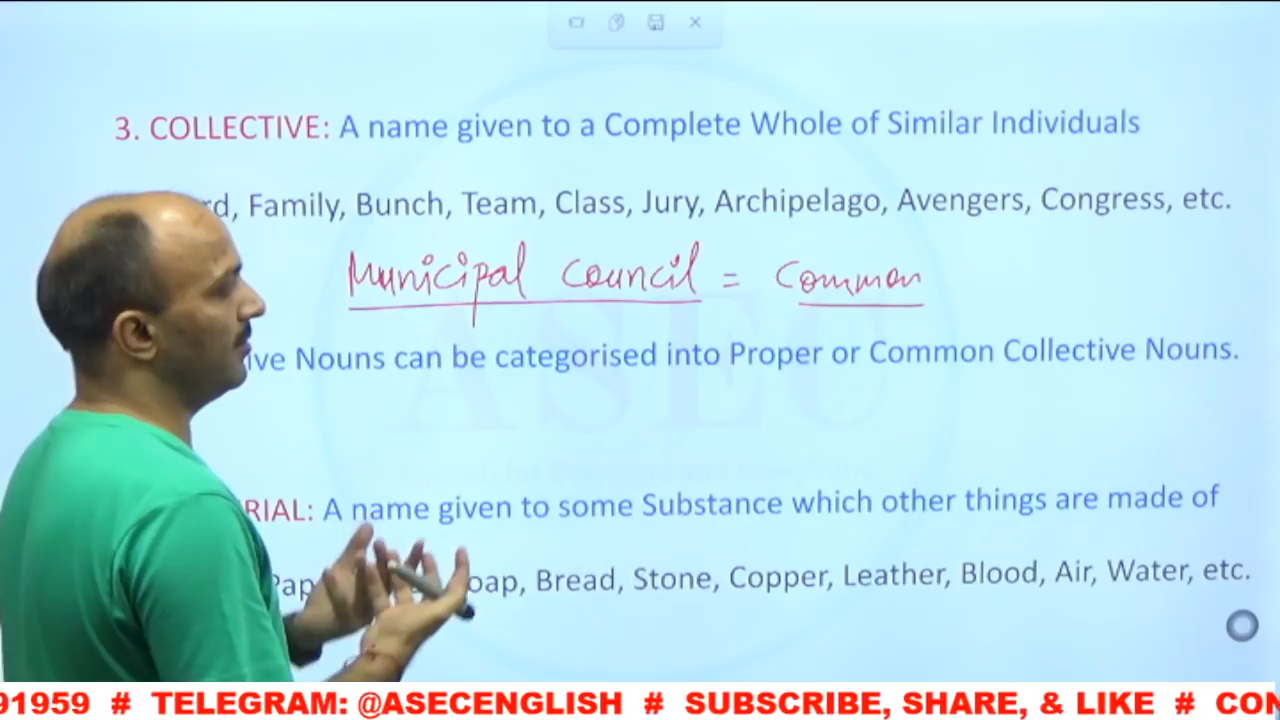 3. COLLECTIVE: A name given to a Complete Whole of Similar Individuals
rd, Family, Bunch, Team, Class, Jury, Archipelago, Avengers, Congress, etc.
Municipal Council = Common
ive Nouns can be categorised into Proper or Common Collective Nouns.
ASEC
RIAL: A name given to some Substance which other things are made of
Pap oap, Bread, Stone, Copper, Leather, Blood, Air, Water, etc.
91959 # TELEGRAM: @ASECENGLISH # SUBSCRIBE, SHARE, & LIKE # CON